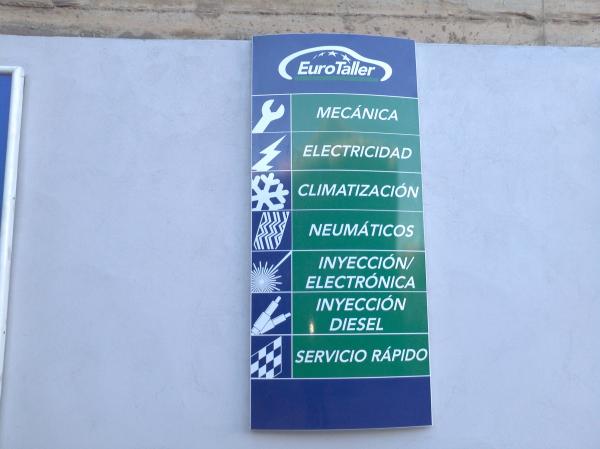 EuroTaller
MECÁNICA
ELECTRICIDAD
CLIMATIZACIÓN
NEUMÁTICOS
INYECCIÓN/
ELECTRÓNICA
INYECCIÓN
DIESEL
SERVICIO RÁPIDO